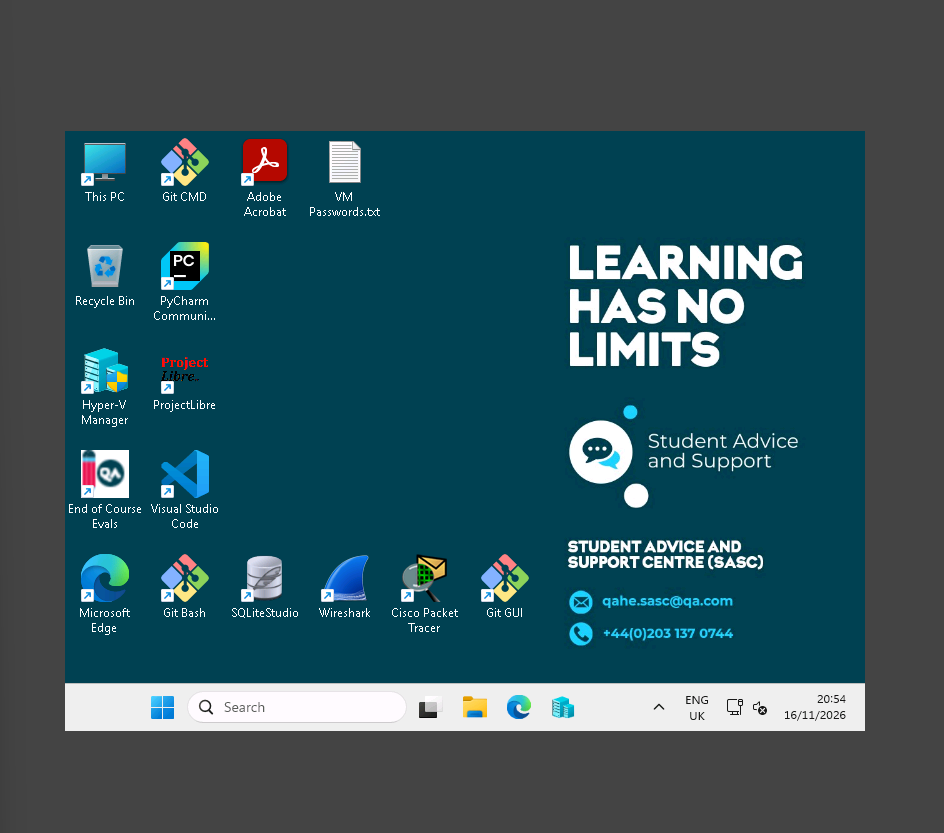 This PC
Git CMD
Adobe
Acrobat
VM
Passwords.txt
Recycle Bin
PC
PyCharm
Communi...
LEARNING
HAS NO
LIMITS
Hyper-V
Manager
Project
Libre..
ProjectLibre
Student Advice
and Support
QA
End of Course
Evals
Visual Studio
Code
STUDENT ADVICE AND
SUPPORT CENTRE (SASC)
Microsoft
Edge
Git Bash
SQLiteStudio
Wireshark
Cisco Packet
Tracer
Git GUI
qahe.sasc@qa.com
+44(0)203 137 0744
Search
ENG
UK
20:54
16/11/2026